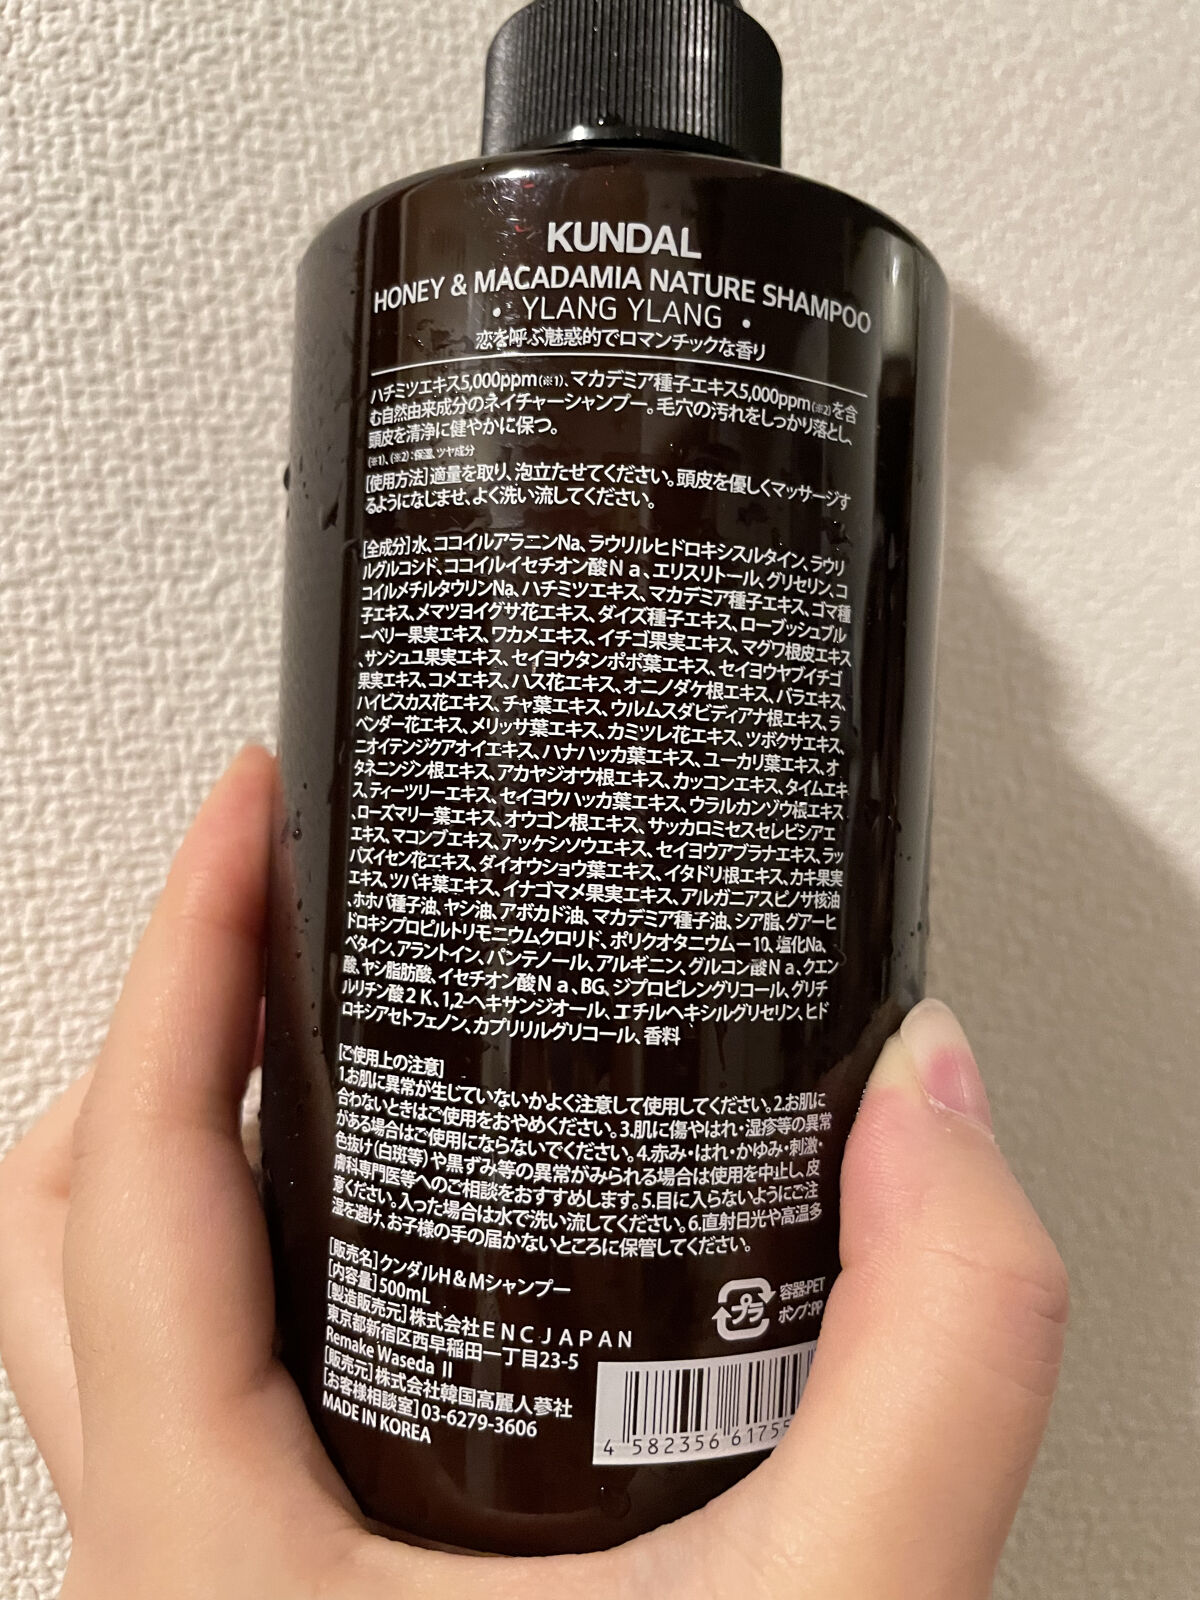 KUNDAL
HONEY & MACADAMIA NATURE SHAMPOO
• YLANG YLANG •
恋を呼ぶ魅惑的でロマンチックな香り
ハチミツエキス5,000ppm(※1)、マカデミア種子エキス5,000ppm(※2)を含
む自然由来成分のネイチャーシャンプー。毛穴の汚れをしっかり落とし、
頭皮を清浄に健やかに保つ。
(※1)、(※2):保湿、ツヤ成分
[使用方法]適量を取り、泡立たせてください。頭皮を優しくマッサージす
るようになじませ、よく洗い流してください。
[全成分]水、ココイルアラニンNa、ラウリルヒドロキシスルタイン、ラウリ
ルグルコシド、ココイルイセチオン酸Na、エリスリトール、グリセリン、コ
コイルメチルタウリンNa、ハチミツエキス、マカデミア種子エキス、ゴマ種
子エキス、メマツヨイグサ花エキス、ダイズ種子エキス、ローブッシュブル
ーベリー果実エキス、ワカメエキス、イチゴ果実エキス、マグワ根皮エキス
、サンシュユ果実エキス、セイヨウタンポポ葉エキス、セイヨウヤブイチゴ
果実エキス、コメエキス、ハス花エキス、オニノダケ根エキス、バラエキス、
ハイビスカス花エキス、チャ葉エキス、ウルムスダビディアナ根エキス、ラ
ベンダー花エキス、メリッサ葉エキス、カミツレ花エキス、ツボクサエキス、
ニオイテンジクアオイエキス、ハナハッカ葉エキス、ユーカリ葉エキス、オ
タネニンジン根エキス、アカヤジオウ根エキス、カッコンエキス、タイムエキ
ス、ティーツリーエキス、セイヨウハッカ葉エキス、ウラルカンゾウ根エキス
、ローズマリー葉エキス、オウゴン根エキス、サッカロミセスセレビシアエ
エキス、マコンブエキス、アッケシソウエキス、セイヨウアブラナエキス、ラッ
パズイセン花エキス、ダイオウショウ葉エキス、イタドリ根エキス、カキ果実
エキス、ツバキ葉エキス、イナゴマメ果実エキス、アルガニアスピノサ核油
、ホホバ種子油、ヤシ油、アボカド油、マカデミア種子油、シア脂、グアーヒ
ドロキシプロピルトリモニウムクロリド、ポリクオタニウムー10、塩化Na、
ベタイン、アラントイン、パンテノール、アルギニン、グルコン酸Na、クエン
酸、ヤシ脂肪酸、イセチオン酸Na、BG、ジプロピレングリコール、グリチ
ルリチン酸2K、1,2-ヘキサンジオール、エチルヘキシルグリセリン、ヒド
ロキシアセトフェノン、カプリリルグリコール、香料
[ご使用上の注意]
1.お肌に異常が生じていないかよく注意して使用してください。2.お肌に
合わないときはご使用をおやめください。3.肌に傷やはれ・湿疹等の異常
がある場合はご使用にならないでください。4.赤み・はれ・かゆみ・刺激・
色抜け(白斑等)や黒ずみ等の異常がみられる場合は使用を中止し、皮
膚科専門医等へのご相談をおすすめします。5.目に入らないようにご注
意ください。入った場合は水で洗い流してください。6.直射日光や高温多
湿を避け、お子様の手の届かないところに保管してください。
[販売名]クンダルH&Mシャンプー
[内容量]500mL
[製造販売元]株式会社ENC JAPAN
東京都新宿区西早稲田一丁目23-5
Remake Waseda II
[販売元]株式会社韓国高麗人蔘社
[お客様相談室]03-6279-3606
MADE IN KOREA
プラ
容器:PET
ポンプ:PP
4 582356 61755